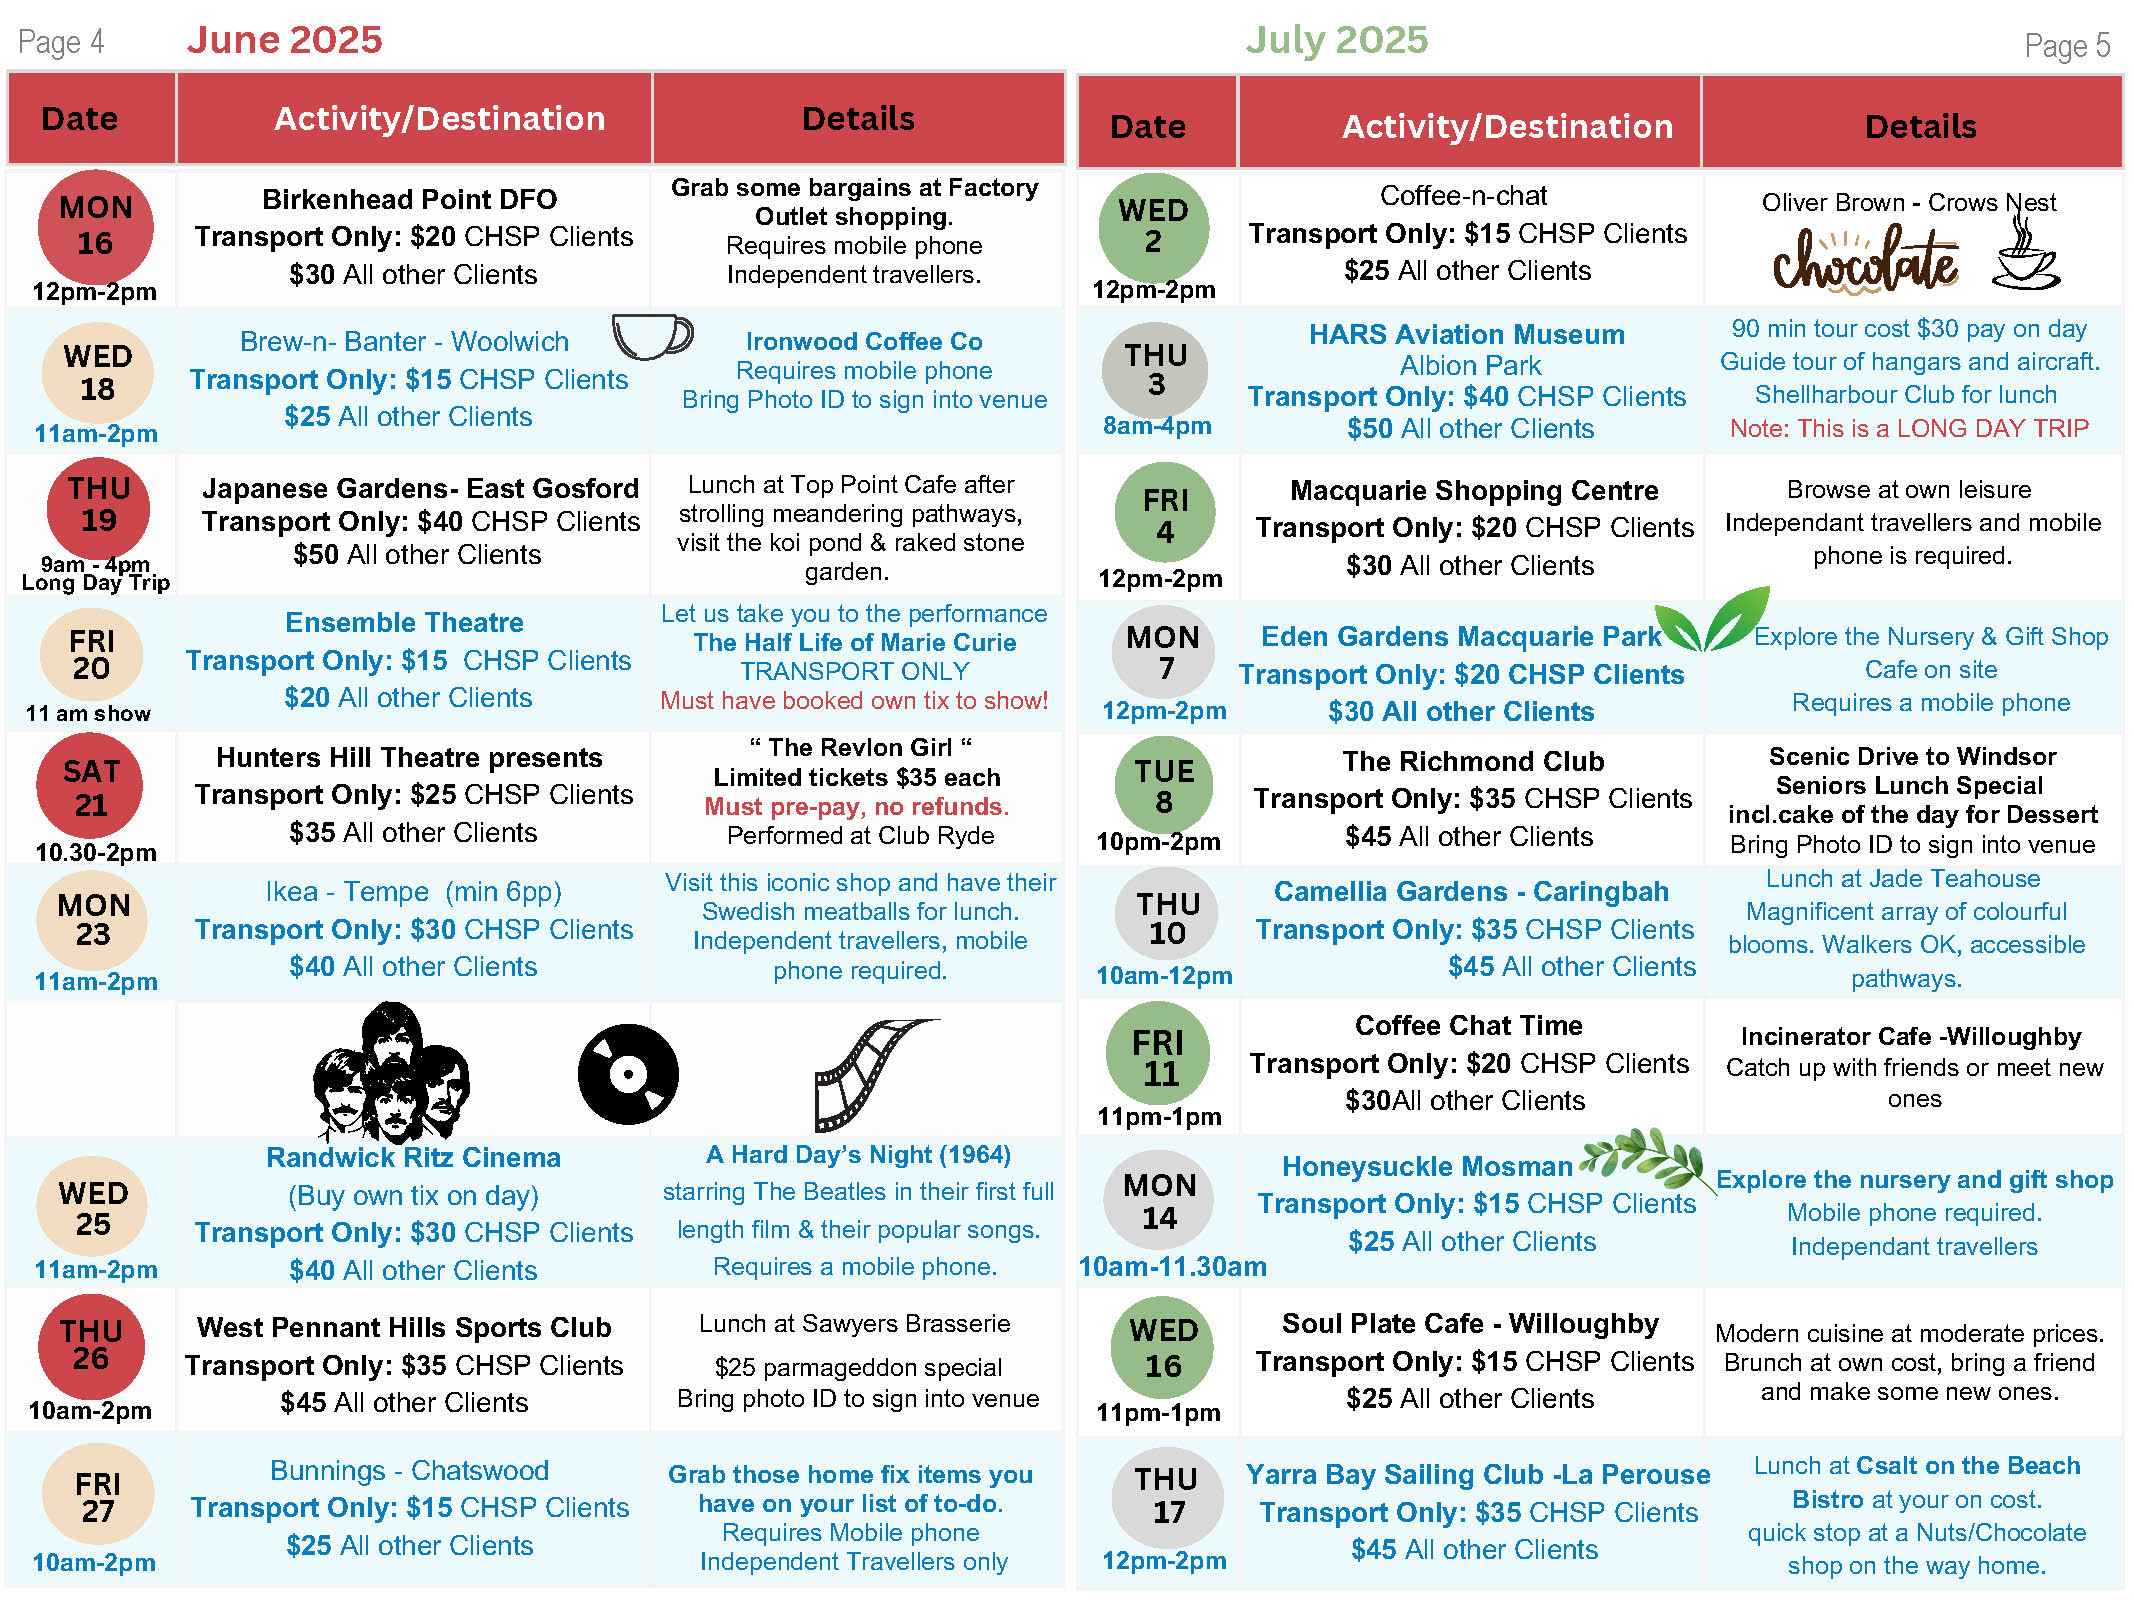 Page 4
June 2025
Date
Activity/Destination
Details
MON
16
12pm-2pm
Birkenhead Point DFO
Transport Only: $20 CHSP Clients
$30 All other Clients
Grab some bargains at Factory
Outlet shopping.
Requires mobile phone
Independent travellers.
WED
18
11am-2pm
Brew-n- Banter - Woolwich
Transport Only: $15 CHSP Clients
$25 All other Clients
Ironwood Coffee Co
Requires mobile phone
Bring Photo ID to sign into venue
THU
19
9am - 4pm
Long Day Trip
Japanese Gardens- East Gosford
Transport Only: $40 CHSP Clients
$50 All other Clients
Lunch at Top Point Cafe after
strolling meandering pathways,
visit the koi pond & raked stone
garden.
FRI
20
11 am show
Ensemble Theatre
Transport Only: $15 CHSP Clients
$20 All other Clients
Let us take you to the performance
The Half Life of Marie Curie
TRANSPORT ONLY
Must have booked own tix to show!
SAT
21
10.30-2pm
Hunters Hill Theatre presents
Transport Only: $25 CHSP Clients
$35 All other Clients
“ The Revlon Girl “
Limited tickets $35 each
Must pre-pay, no refunds.
Performed at Club Ryde
MON
23
11am-2pm
Ikea - Tempe (min 6pp)
Transport Only: $30 CHSP Clients
$40 All other Clients
Visit this iconic shop and have their
Swedish meatballs for lunch.
Independent travellers, mobile
phone required.
WED
25
11am-2pm
Randwick Ritz Cinema
(Buy own tix on day)
Transport Only: $30 CHSP Clients
$40 All other Clients
A Hard Day’s Night (1964)
starring The Beatles in their first full
length film & their popular songs.
Requires a mobile phone.
THU
26
10am-2pm
West Pennant Hills Sports Club
Transport Only: $35 CHSP Clients
$45 All other Clients
Lunch at Sawyers Brasserie
$25 parmageddon special
Bring photo ID to sign into venue
FRI
27
10am-2pm
Bunnings - Chatswood
Transport Only: $15 CHSP Clients
$25 All other Clients
Grab those home fix items you
have on your list of to-do.
Requires Mobile phone
Independent Travellers only
July 2025
Page 5
Date
Activity/Destination
Details
WED
2
12pm-2pm
Coffee-n-chat
Transport Only: $15 CHSP Clients
$25 All other Clients
Oliver Brown - Crows Nest
chocolate
THU
3
8am-4pm
HARS Aviation Museum
Albion Park
Transport Only: $40 CHSP Clients
$50 All other Clients
90 min tour cost $30 pay on day
Guide tour of hangars and aircraft.
Shellharbour Club for lunch
Note: This is a LONG DAY TRIP
FRI
4
12pm-2pm
Macquarie Shopping Centre
Transport Only: $20 CHSP Clients
$30 All other Clients
Browse at own leisure
Independant travellers and mobile
phone is required.
MON
7
12pm-2pm
Eden Gardens Macquarie Park
Transport Only: $20 CHSP Clients
$30 All other Clients
Explore the Nursery & Gift Shop
Cafe on site
Requires a mobile phone
TUE
8
10pm-2pm
The Richmond Club
Transport Only: $35 CHSP Clients
$45 All other Clients
Scenic Drive to Windsor
Seniors Lunch Special
incl.cake of the day for Dessert
Bring Photo ID to sign into venue
THU
10
10am-12pm
Camellia Gardens - Caringbah
Transport Only: $35 CHSP Clients
$45 All other Clients
Lunch at Jade Teahouse
Magnificent array of colourful
blooms. Walkers OK, accessible
pathways.
FRI
11
11pm-1pm
Coffee Chat Time
Transport Only: $20 CHSP Clients
$30All other Clients
Incinerator Cafe -Willoughby
Catch up with friends or meet new
ones
MON
14
10am-11.30am
Honeysuckle Mosman
Transport Only: $15 CHSP Clients
$25 All other Clients
Explore the nursery and gift shop
Mobile phone required.
Independant travellers
WED
16
11pm-1pm
Soul Plate Cafe - Willoughby
Transport Only: $15 CHSP Clients
$25 All other Clients
Modern cuisine at moderate prices.
Brunch at own cost, bring a friend
and make some new ones.
THU
17
12pm-2pm
Yarra Bay Sailing Club -La Perouse
Transport Only: $35 CHSP Clients
$45 All other Clients
Lunch at Csalt on the Beach
Bistro at your on cost.
quick stop at a Nuts/Chocolate
shop on the way home.